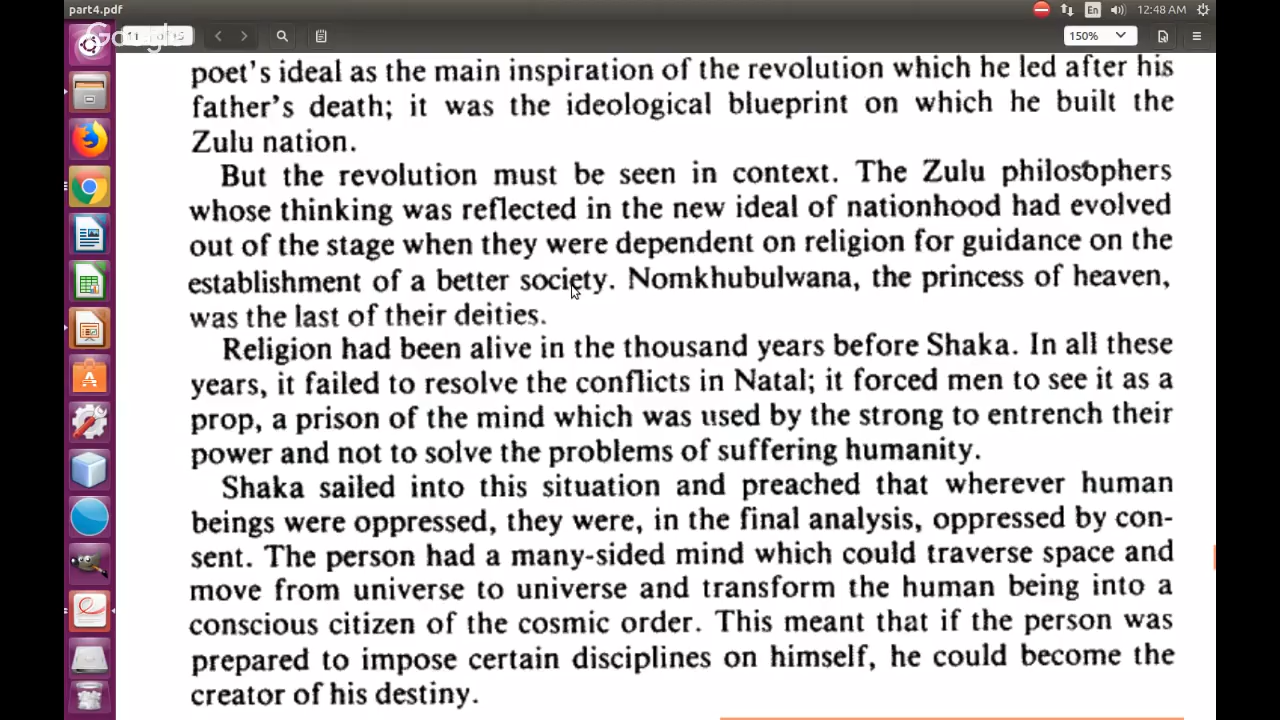 part4.pdf
En
12:48 AM
Google
150%
poet's ideal as the main inspiration of the revolution which he led after his
father's death; it was the ideological blueprint on which he built the
Zulu nation.
But the revolution must be seen in context. The Zulu philosophers
whose thinking was reflected in the new ideal of nationhood had evolved
out of the stage when they were dependent on religion for guidance on the
establishment of a better society. Nomkhubulwana, the princess of heaven,
was the last of their deities.
Religion had been alive in the thousand years before Shaka. In all these
years, it failed to resolve the conflicts in Natal; it forced men to see it as a
prop, a prison of the mind which was used by the strong to entrench their
power and not to solve the problems of suffering humanity.
Shaka sailed into this situation and preached that wherever human
beings were oppressed, they were, in the final analysis, oppressed by con-
sent. The person had a many-sided mind which could traverse space and
move from universe to universe and transform the human being into a
conscious citizen of the cosmic order. This meant that if the person was
prepared to impose certain disciplines on himself, he could become the
creator of his destiny.